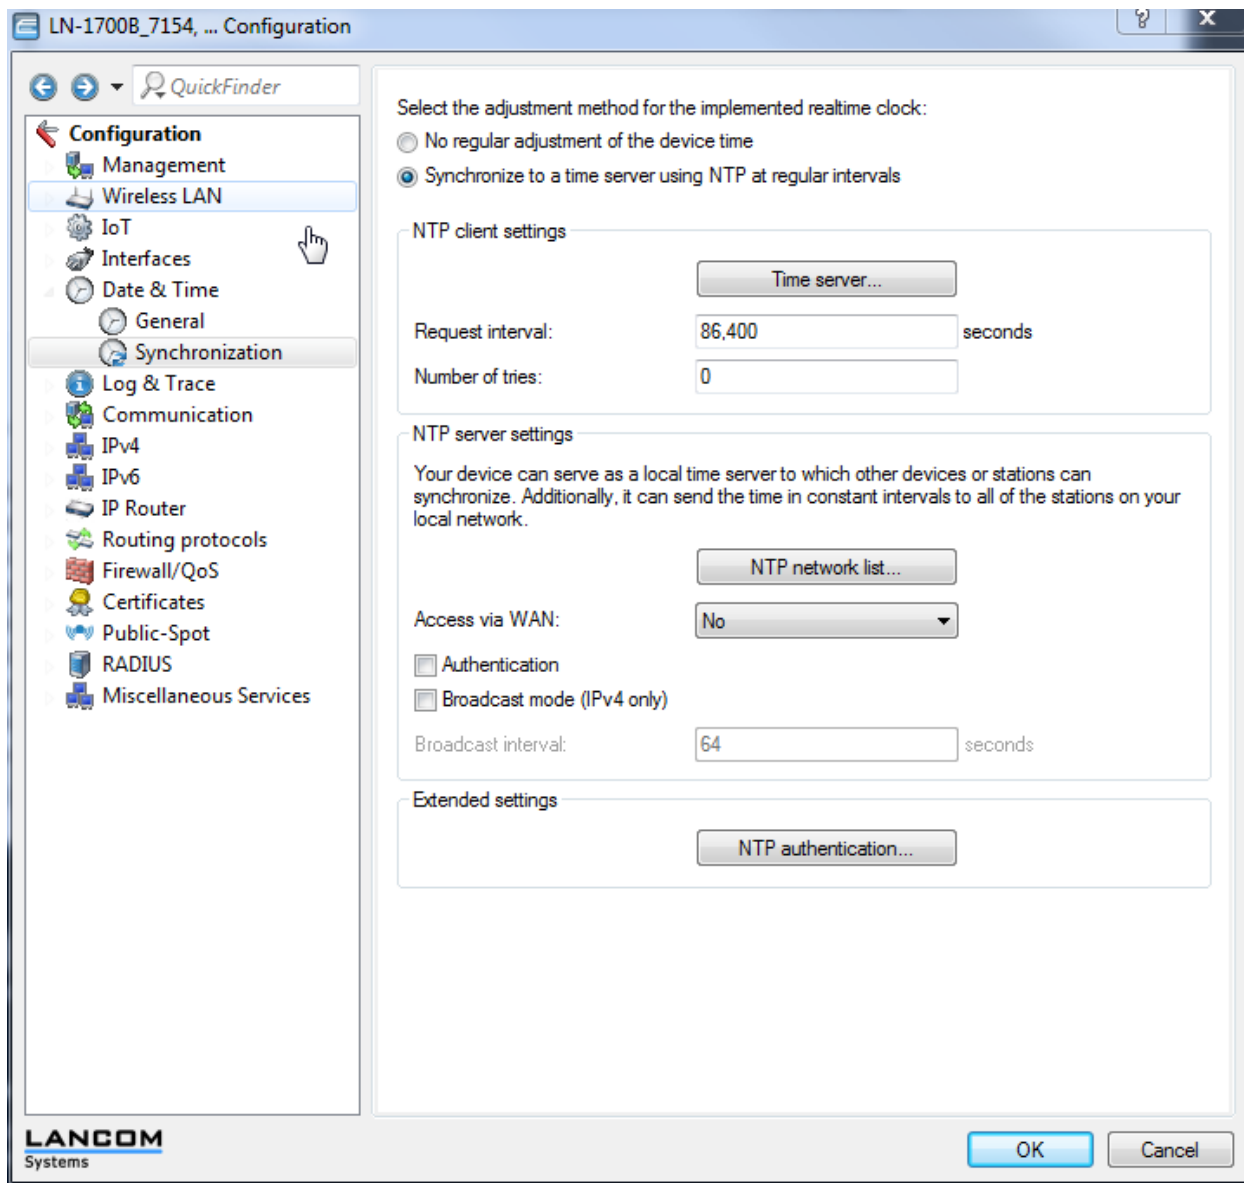 LN-1700B_7154, ... Configuration
?
X
QuickFinder
Configuration
Management
Wireless LAN
IoT
Interfaces
Date & Time
General
Synchronization
Log & Trace
Communication
IPv4
IPv6
IP Router
Routing protocols
Firewall/QoS
Certificates
Public-Spot
RADIUS
Miscellaneous Services
Select the adjustment method for the implemented realtime clock:
No regular adjustment of the device time
Synchronize to a time server using NTP at regular intervals
NTP client settings
Time server...
Request interval: 86,400 seconds
Number of tries: 0
NTP server settings
Your device can serve as a local time server to which other devices or stations can
synchronize. Additionally, it can send the time in constant intervals to all of the stations on your
local network.
NTP network list...
Access via WAN: No
Authentication
Broadcast mode (IPv4 only)
Broadcast interval: 64 seconds
Extended settings
NTP authentication...
LANCOM
Systems
OK Cancel